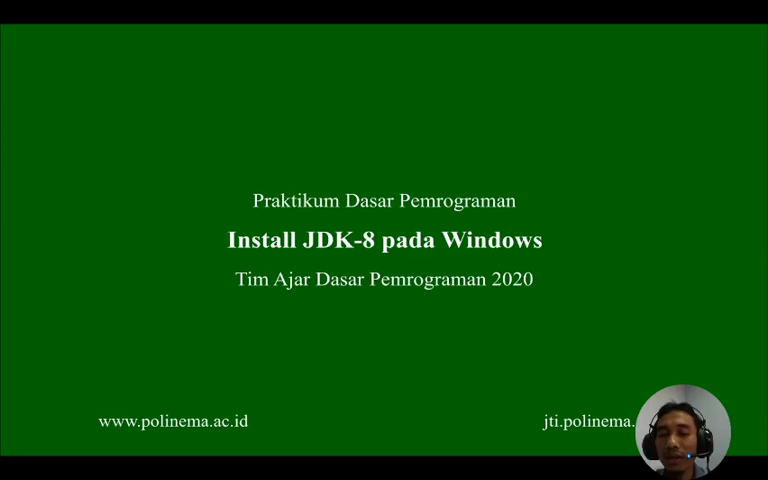 Praktikum Dasar Pemrograman
Install JDK-8 pada Windows
Tim Ajar Dasar Pemrograman 2020
www.polinema.ac.id
jti.polinema.